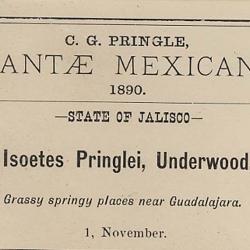 C. G. PRINGLE,
ANTÆ MEXICAN
1890.
—STATE OF JALISCO—
Isoetes Pringlei, Underwood
Grassy springy places near Guadalajara.
1, November.